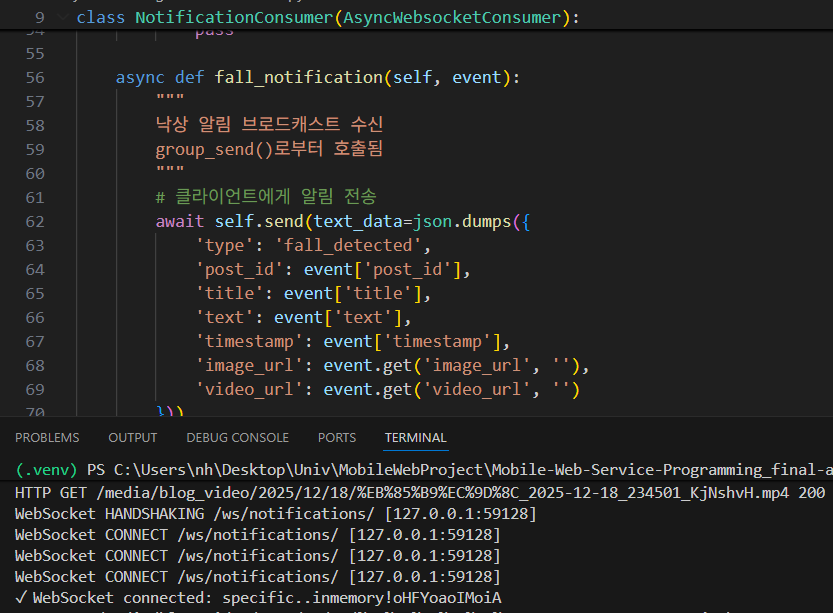 9 class NotificationConsumer(AsyncWebsocketConsumer):
54 pass
55
56 async def fall_notification(self, event):
57 """
58 낙상 알림 브로드캐스트 수신
59 group_send()로부터 호출됨
60 """
61 # 클라이언트에게 알림 전송
62 await self.send(text_data=json.dumps({
63 'type': 'fall_detected',
64 'post_id': event['post_id'],
65 'title': event['title'],
66 'text': event['text'],
67 'timestamp': event['timestamp'],
68 'image_url': event.get('image_url', ''),
69 'video_url': event.get('video_url', '')
70 }))
PROBLEMS OUTPUT DEBUG CONSOLE PORTS TERMINAL
(.venv) PS C:\Users\nh\Desktop\Univ\MobileWebProject\Mobile-Web-Service-Programming_final-a
HTTP GET /media/blog_video/2025/12/18/%EB%85%B9%EC%9D%8C_2025-12-18_234501_KjNshvH.mp4 200
WebSocket HANDSHAKING /ws/notifications/ [127.0.0.1:59128]
WebSocket CONNECT /ws/notifications/ [127.0.0.1:59128]
WebSocket CONNECT /ws/notifications/ [127.0.0.1:59128]
WebSocket CONNECT /ws/notifications/ [127.0.0.1:59128]
✓ WebSocket connected: specific..inmemory!oHFYoaoIMoiA